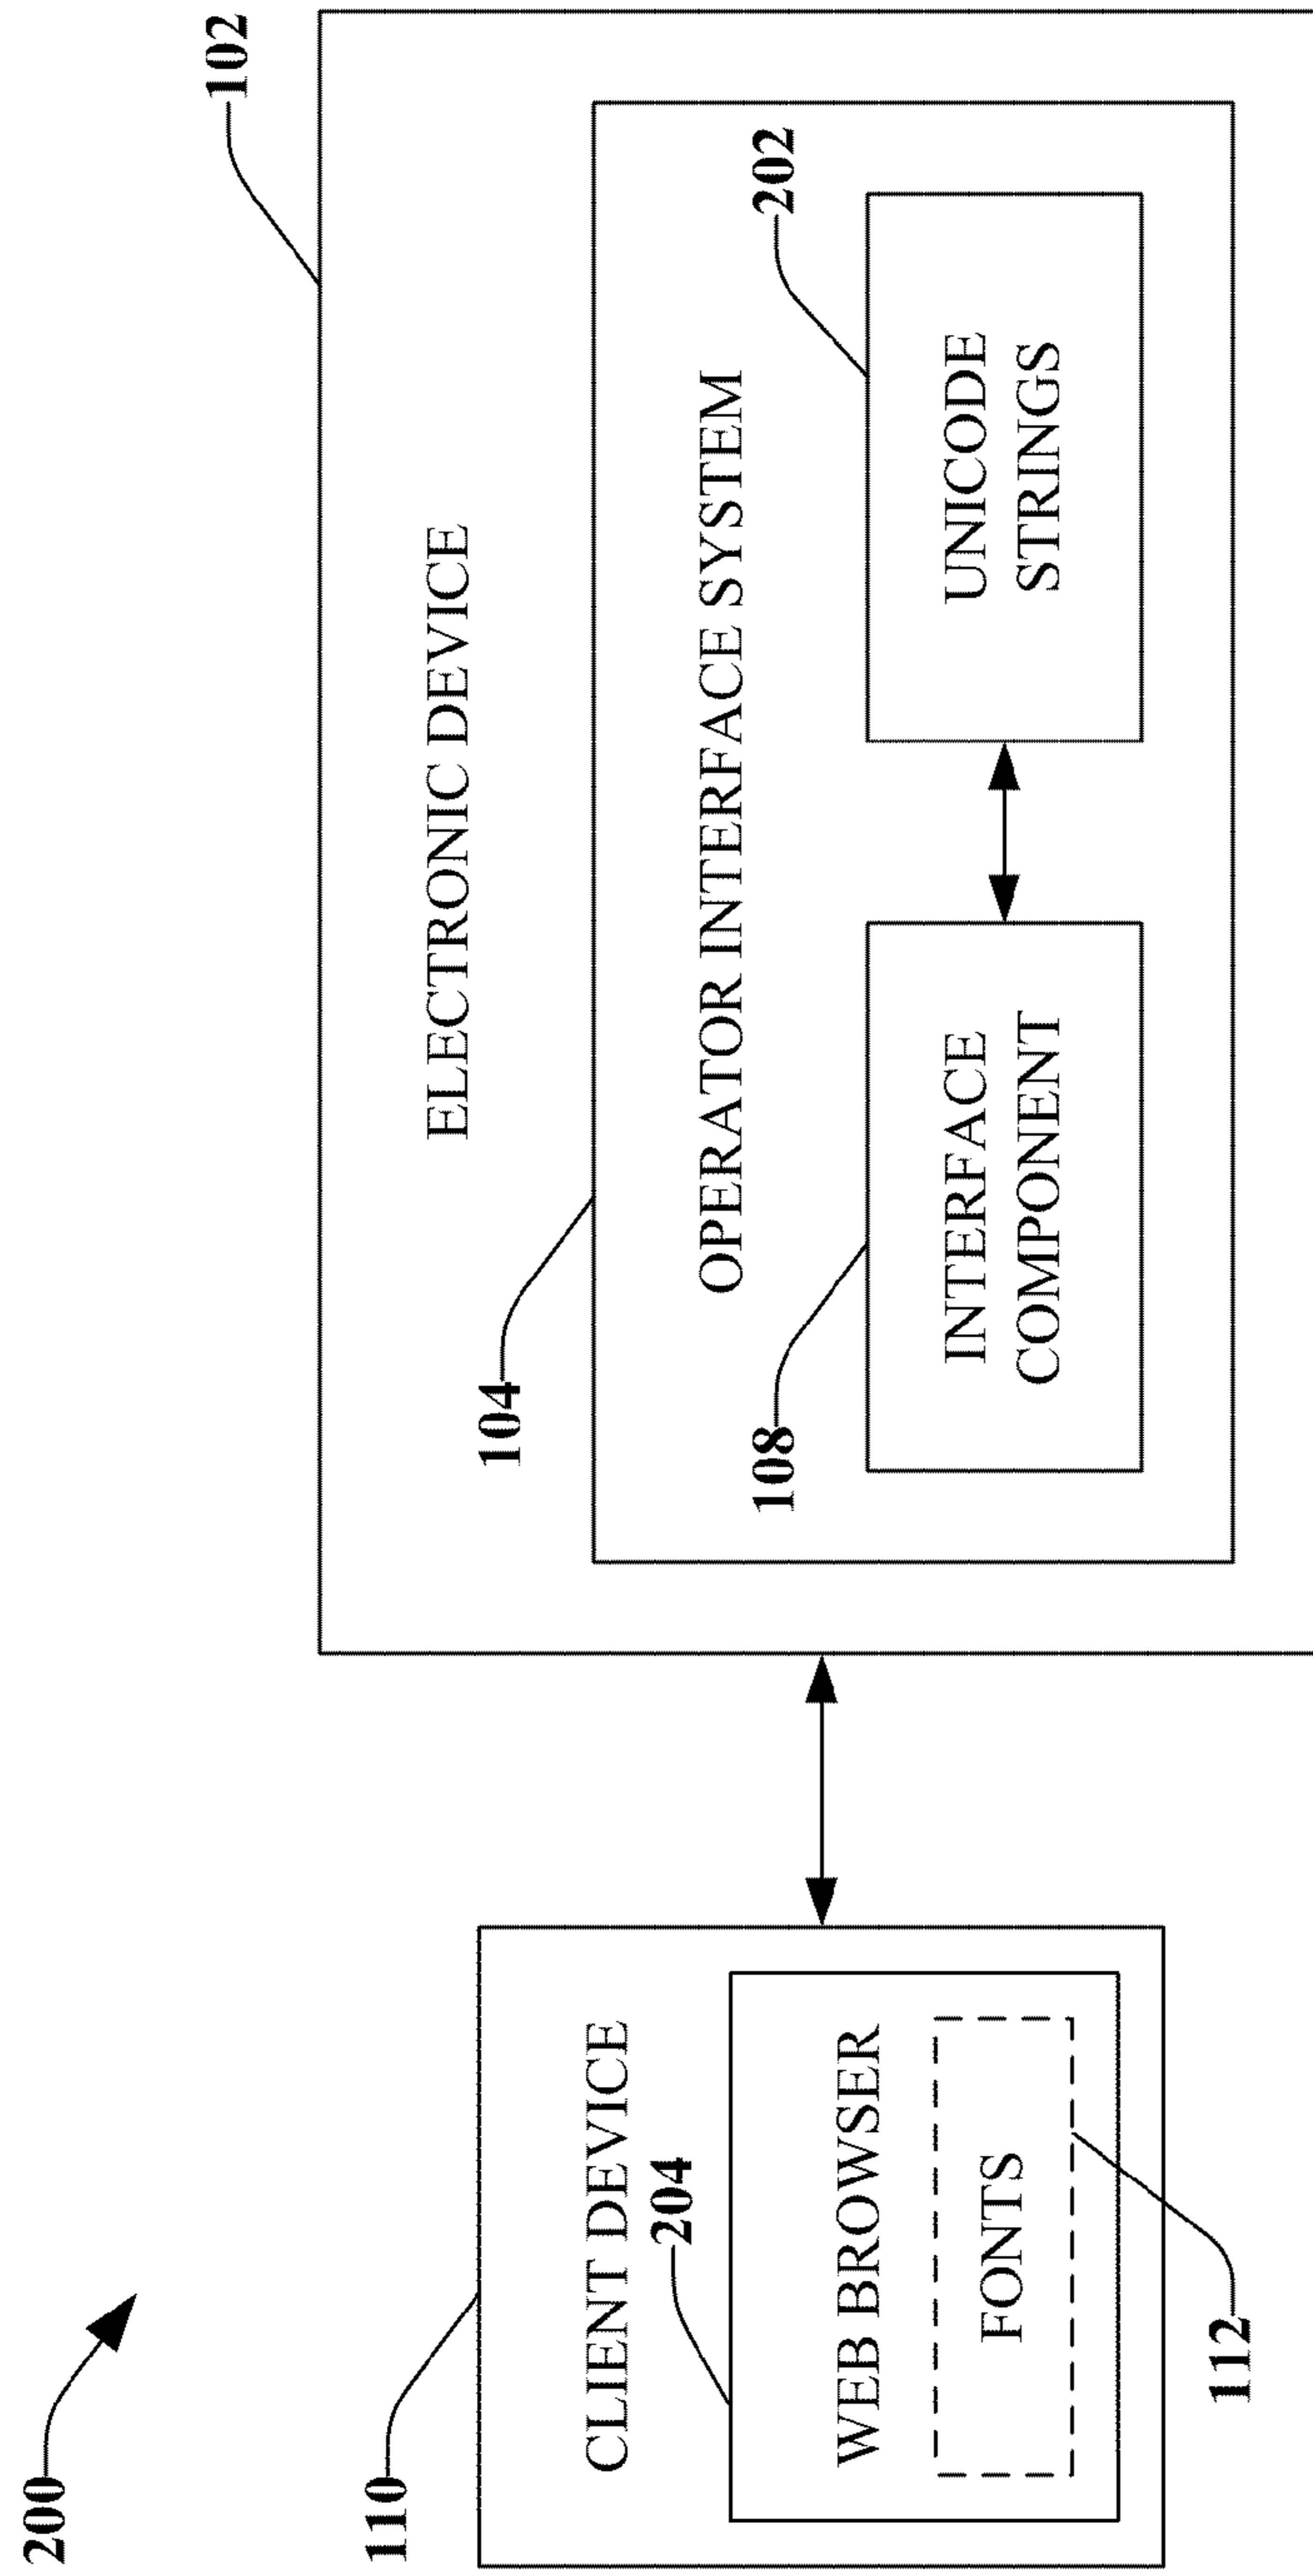 200
110
CLIENT DEVICE
204
WEB BROWSER
FONTS
112
102
ELECTRONIC DEVICE
104
OPERATOR INTERFACE SYSTEM
108
INTERFACE
COMPONENT
202
UNICODE
STRINGS